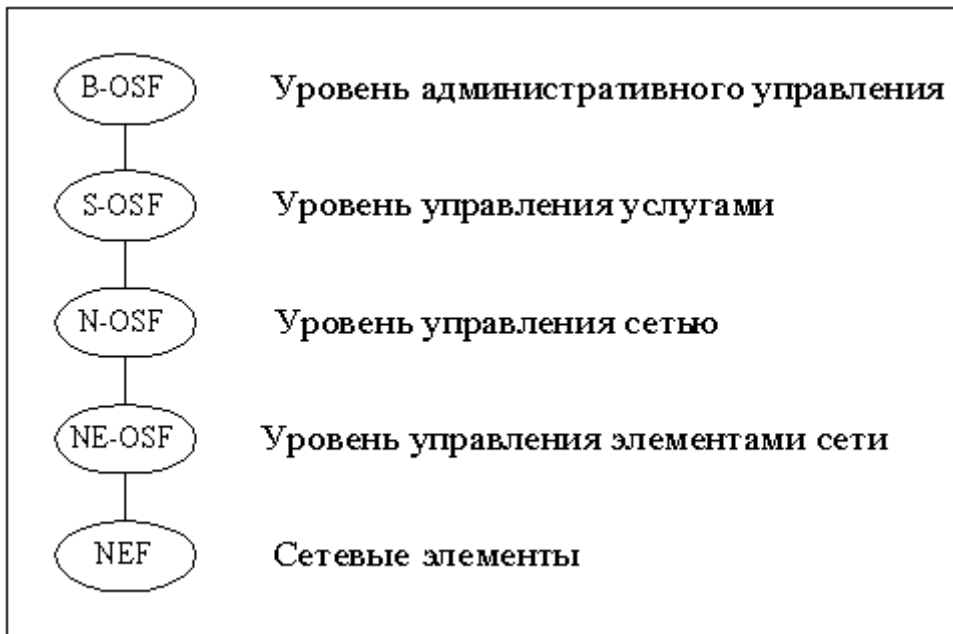 B-OSF Уровень административного управления
S-OSF Уровень управления услугами
N-OSF Уровень управления сетью
NE-OSF Уровень управления элементами сети
NEF Сетевые элементы